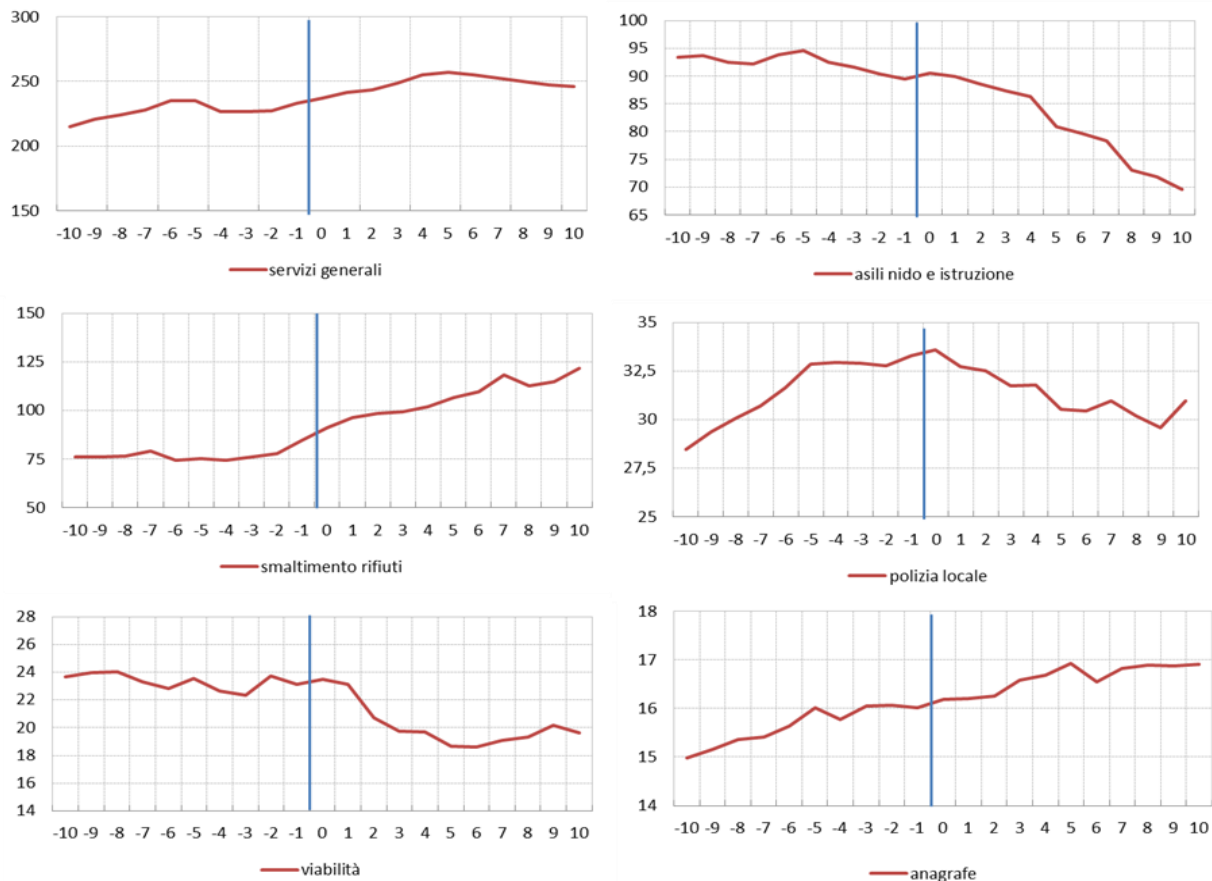 300
250
200
150
-10 -9 -8 -7 -6 -5 -4 -3 -2 -1 0 1 2 3 4 5 6 7 8 9 10
servizi generali
100
95
90
85
80
75
70
65
-10 -9 -8 -7 -6 -5 -4 -3 -2 -1 0 1 2 3 4 5 6 7 8 9 10
asili nido e istruzione
150
125
100
75
50
-10 -9 -8 -7 -6 -5 -4 -3 -2 -1 0 1 2 3 4 5 6 7 8 9 10
smaltimento rifiuti
35
32,5
30
27,5
25
-10 -9 -8 -7 -6 -5 -4 -3 -2 -1 0 1 2 3 4 5 6 7 8 9 10
polizia locale
28
26
24
22
20
18
16
14
-10 -9 -8 -7 -6 -5 -4 -3 -2 -1 0 1 2 3 4 5 6 7 8 9 10
viabilità
18
17
16
15
14
-10 -9 -8 -7 -6 -5 -4 -3 -2 -1 0 1 2 3 4 5 6 7 8 9 10
anagrafe